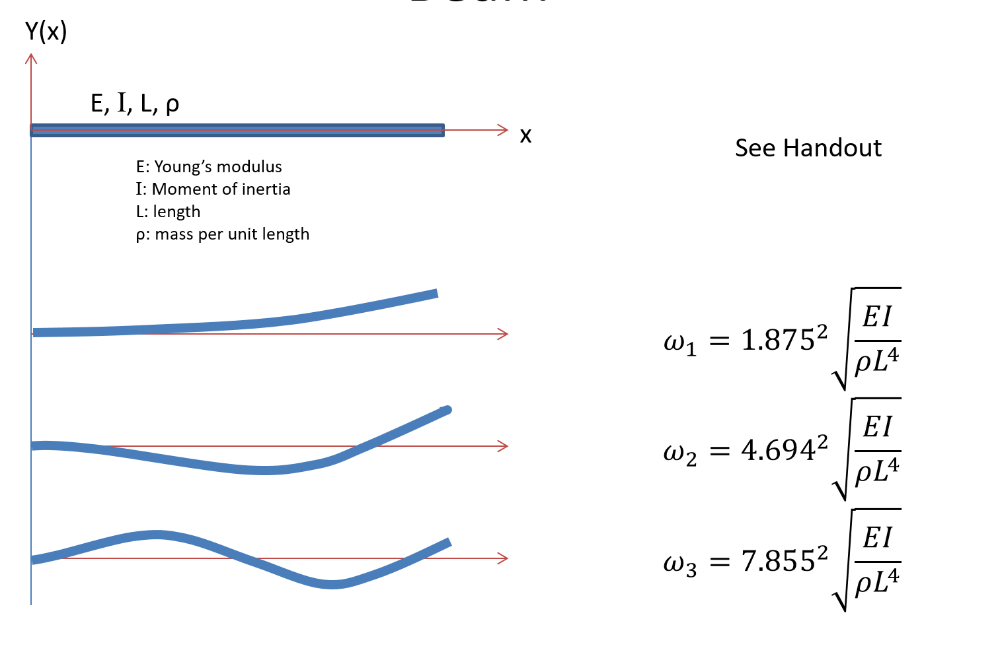 Y(x)
E, I, L, ρ
x
See Handout
E: Young's modulus
I: Moment of inertia
L: length
ρ: mass per unit length
ω₁ = 1.875² √(EI / ρL⁴)
ω₂ = 4.694² √(EI / ρL⁴)
ω₃ = 7.855² √(EI / ρL⁴)